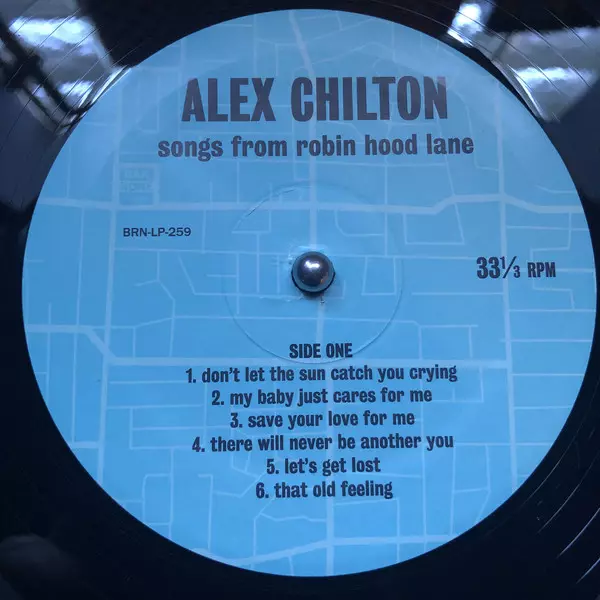 ALEX CHILTON
songs from robin hood lane
BRN-LP-259
33⅓ RPM
SIDE ONE
1. don't let the sun catch you crying
2. my baby just cares for me
3. save your love for me
4. there will never be another you
5. let's get lost
6. that old feeling